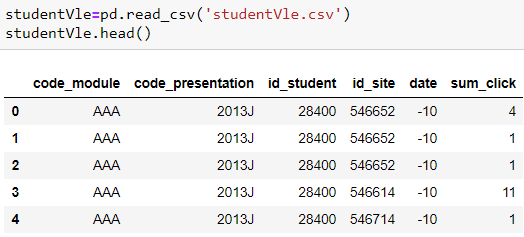 studentVle=pd.read_csv('studentVle.csv')
studentVle.head()
code_module code_presentation id_student id_site date sum_click
0 AAA 2013J 28400 546652 -10 4
1 AAA 2013J 28400 546652 -10 1
2 AAA 2013J 28400 546652 -10 1
3 AAA 2013J 28400 546614 -10 11
4 AAA 2013J 28400 546714 -10 1